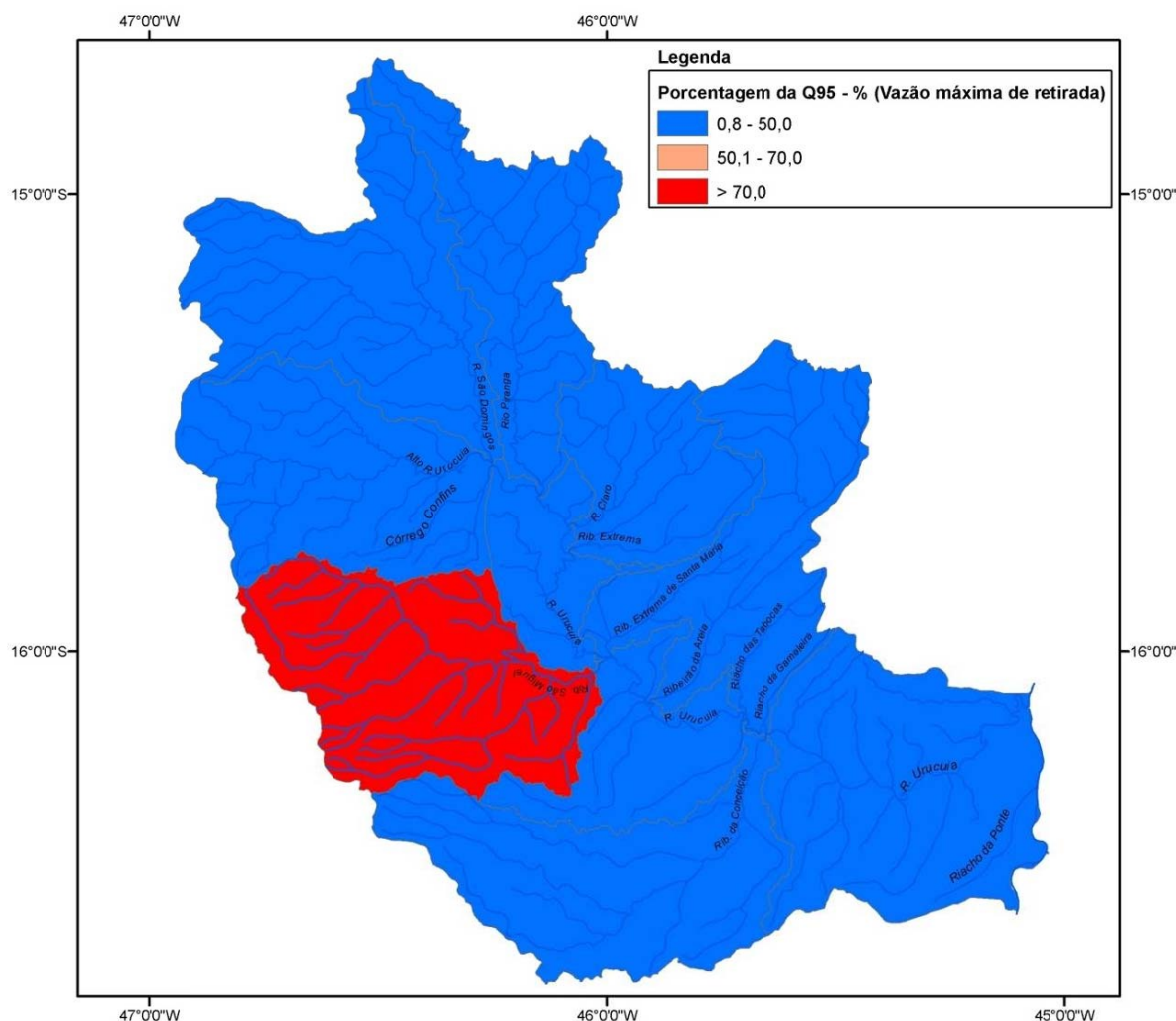 47°0'0"W
46°0'0"W
Legenda
Porcentagem da Q95 - % (Vazão máxima de retirada)
0,8 - 50,0
50,1 - 70,0
> 70,0
15°0'0"S
15°0'0"
R. São Domingos
Rio Piranga
Alto R. Urucuia
Córrego Confins
R. Claro
Rib. Extrema
Rib. Extrema de Santa Maria
R. Urucuia
16°0'0"S
16°0'0"
Rib. São Miguel
Ribeirão da Areia
Riacho das Tabocas
Riacho da Gameleira
R. Urucuia
R. Urucuia
Rib. da Conceição
Riacho da Ponte
47°0'0"W
46°0'0"W
45°0'0"W